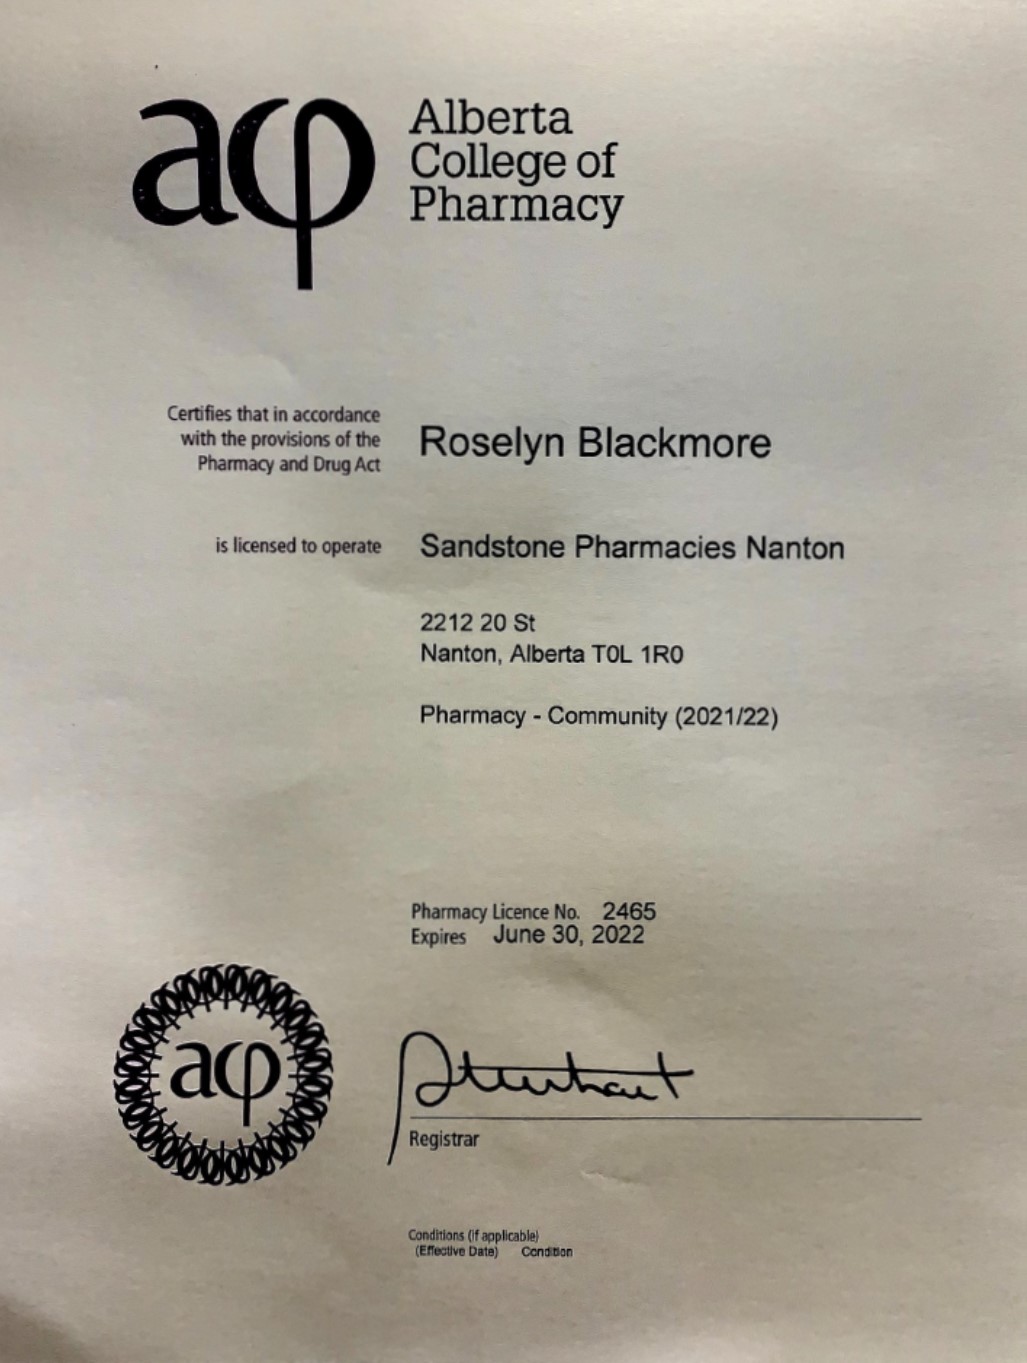 acp
Alberta
College of
Pharmacy
Certifies that in accordance
with the provisions of the
Pharmacy and Drug Act
Roselyn Blackmore
is licensed to operate
Sandstone Pharmacies Nanton
2212 20 St
Nanton, Alberta T0L 1R0
Pharmacy - Community (2021/22)
Pharmacy Licence No. 2465
Expires June 30, 2022
acp
Registrar
Conditions (if applicable)
(Effective Date) Condition